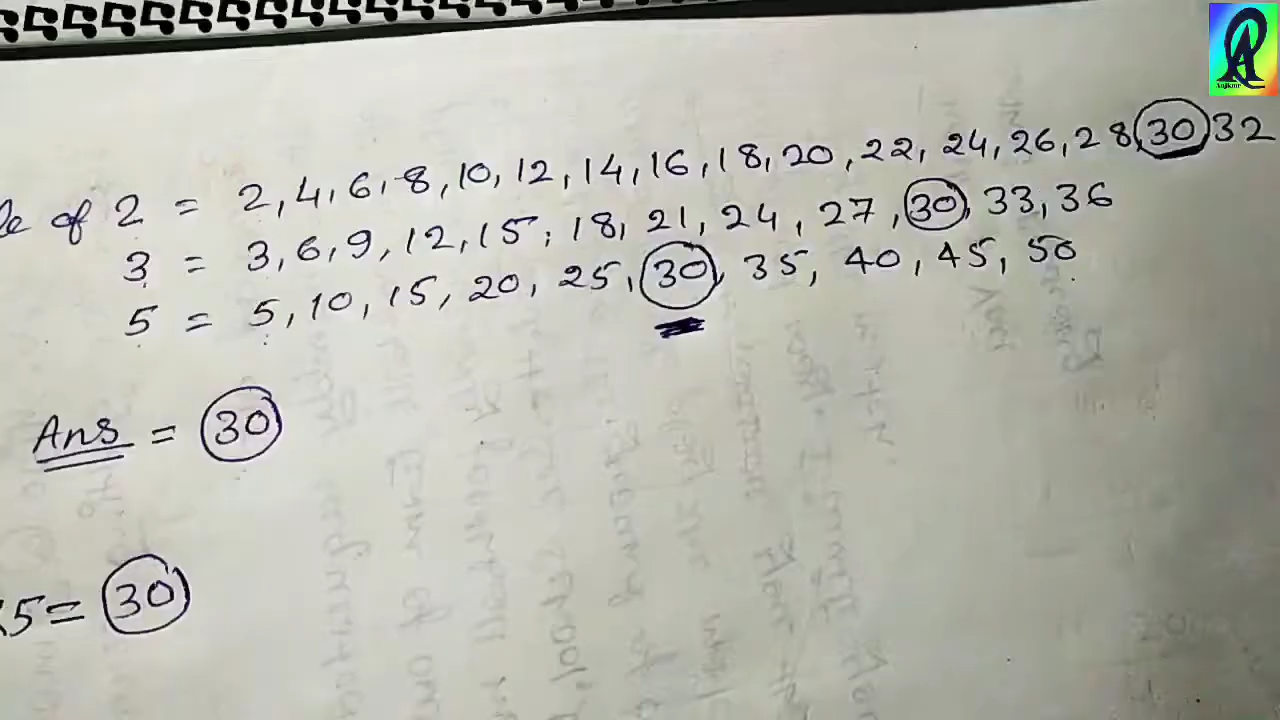 of 2 = 2, 4, 6, 8, 10, 12, 14, 16, 18, 20, 22, 24, 26, 28, 30 32
3 = 3, 6, 9, 12, 15, 18, 21, 24, 27, 30, 33, 36
5 = 5, 10, 15, 20, 25, 30, 35, 40, 45, 50
Ans = 30
5 = 30